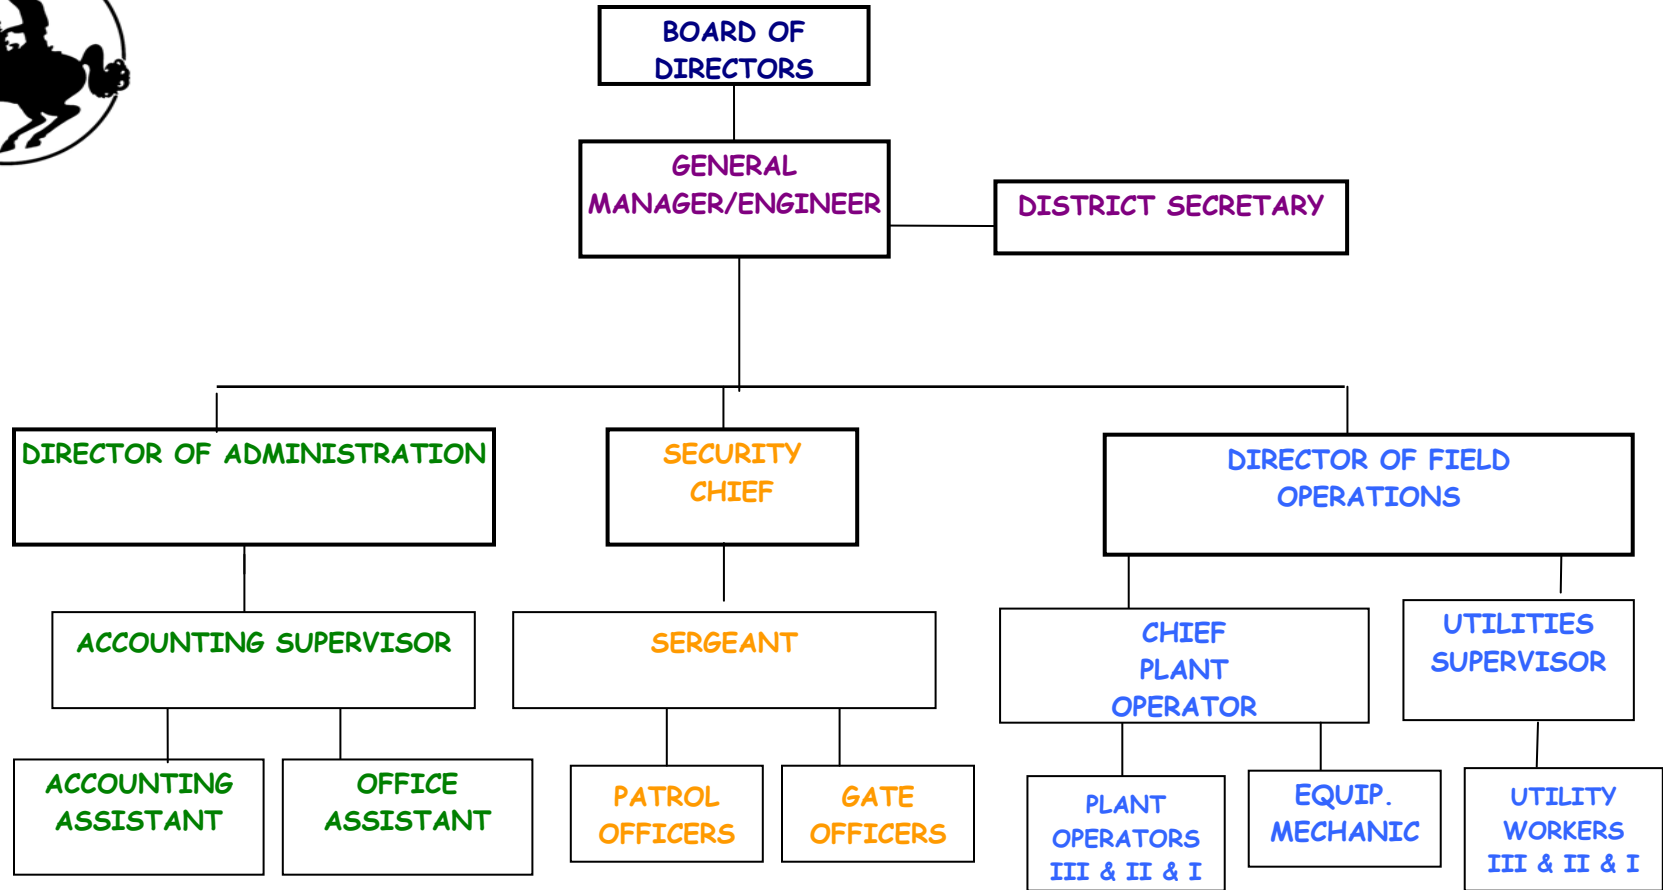 BOARD OF
DIRECTORS
GENERAL
MANAGER/ENGINEER
DISTRICT SECRETARY
DIRECTOR OF ADMINISTRATION
SECURITY
CHIEF
DIRECTOR OF FIELD
OPERATIONS
ACCOUNTING SUPERVISOR
SERGEANT
CHIEF
PLANT
OPERATOR
UTILITIES
SUPERVISOR
ACCOUNTING
ASSISTANT
OFFICE
ASSISTANT
PATROL
OFFICERS
GATE
OFFICERS
PLANT
OPERATORS
III & II & I
EQUIP.
MECHANIC
UTILITY
WORKERS
III & II & I